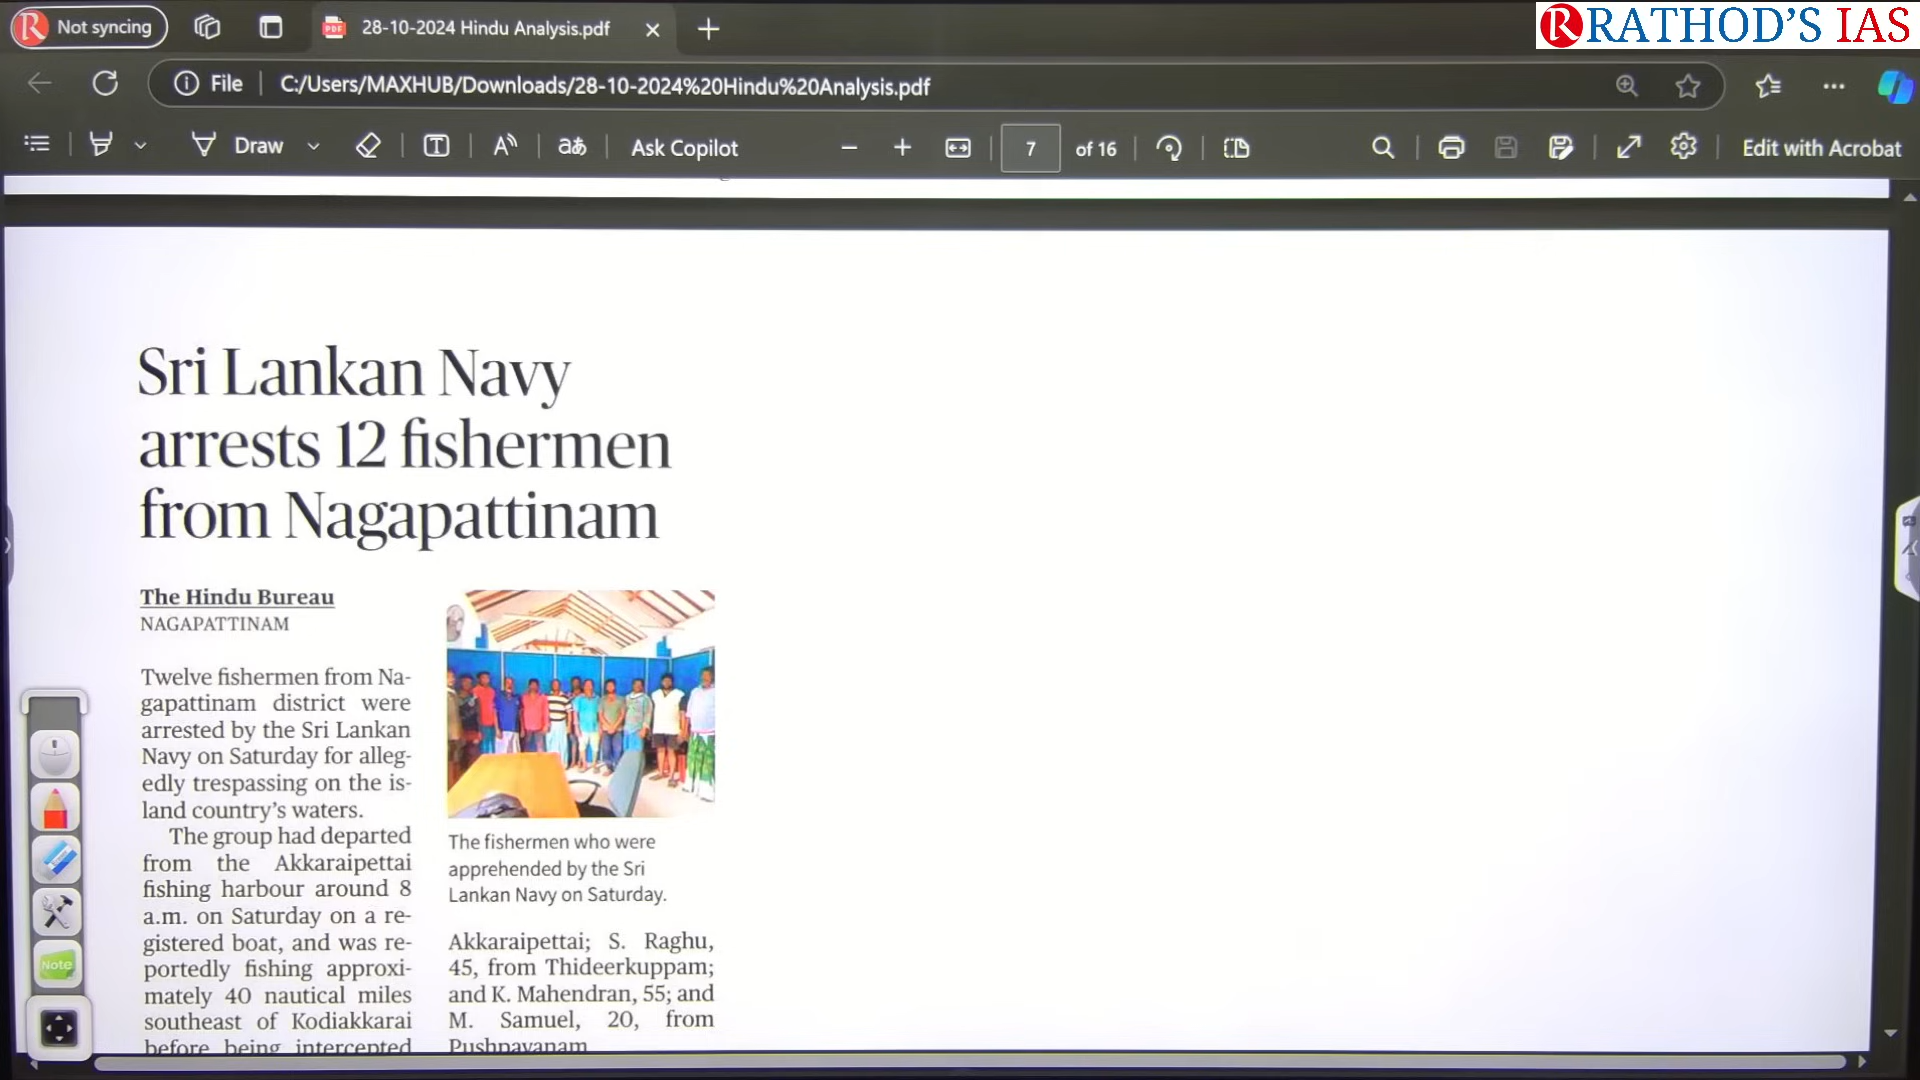 Not syncing
28-10-2024 Hindu Analysis.pdf
RATHOD'S IAS
File
C:/Users/MAXHUB/Downloads/28-10-2024%20Hindu%20Analysis.pdf
Draw
Ask Copilot
7
of 16
Edit with Acrobat
Sri Lankan Navy
arrests 12 fishermen
from Nagapattinam
The Hindu Bureau
NAGAPATTINAM
Twelve fishermen from Na-
gapattinam district were
arrested by the Sri Lankan
Navy on Saturday for alleg-
edly trespassing on the is-
land country's waters.
The group had departed
from the Akkaraipettai
fishing harbour around 8
a.m. on Saturday on a re-
gistered boat, and was re-
portedly fishing approxi-
mately 40 nautical miles
southeast of Kodiakkarai
before being intercepted
The fishermen who were
apprehended by the Sri
Lankan Navy on Saturday.
Akkaraipettai; S. Raghu,
45, from Thideerkuppam;
and K. Mahendran, 55; and
M. Samuel, 20, from
Pushpavanam
Note